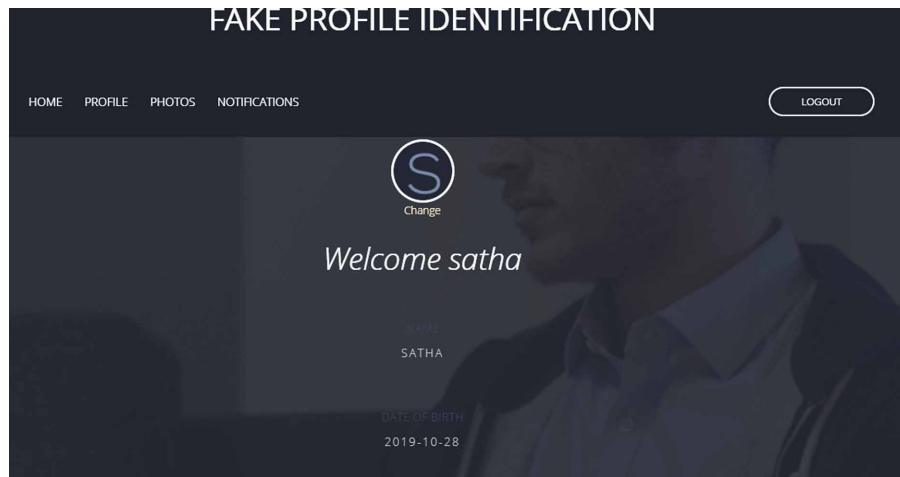 FAKE PROFILE IDENTIFICATION
HOME PROFILE PHOTOS NOTIFICATIONS LOGOUT
S
Change
Welcome satha
NAME
SATHA
DATE OF BIRTH
2019-10-28